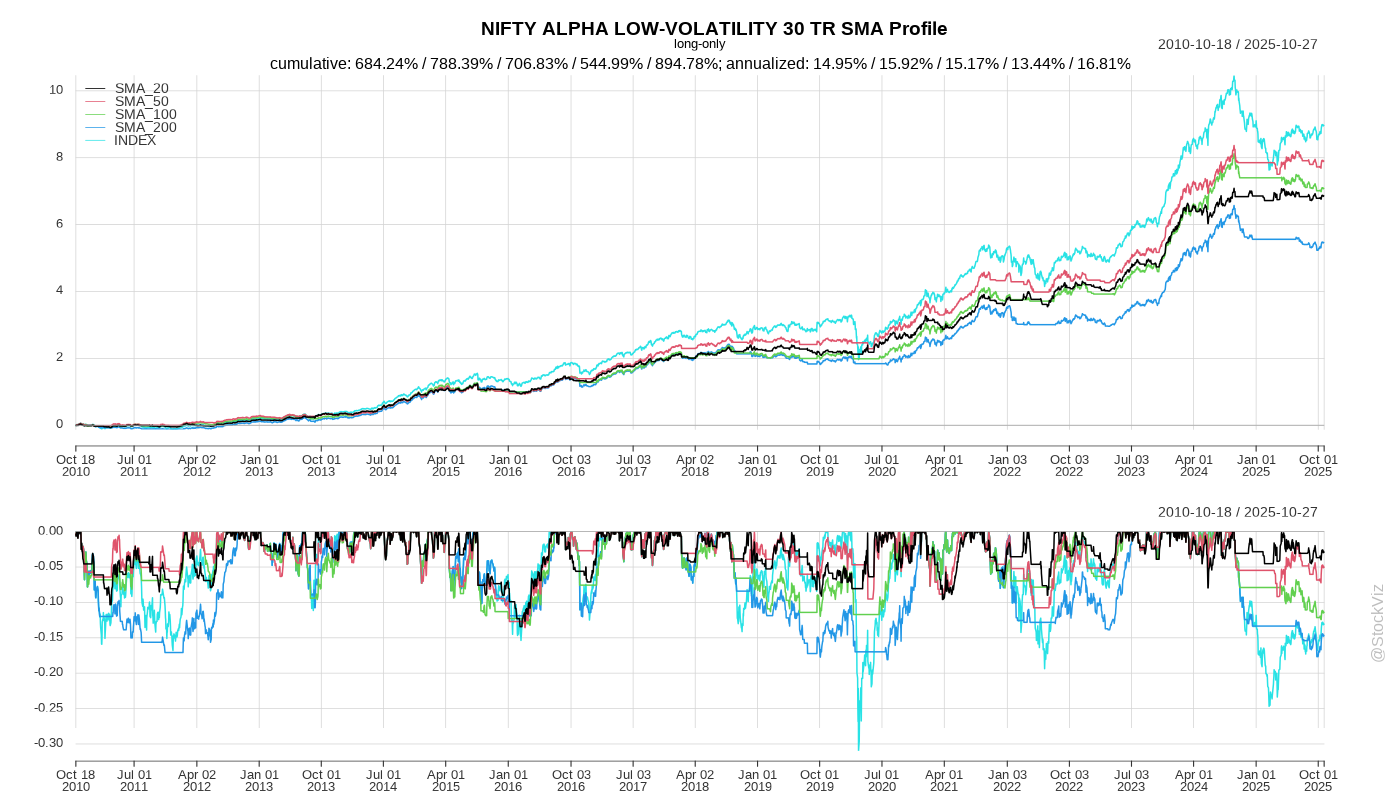 NIFTY ALPHA LOW-VOLATILITY 30 TR SMA Profile
long-only
2010-10-18 / 2025-10-27
cumulative: 684.24% / 788.39% / 706.83% / 544.99% / 894.78%; annualized: 14.95% / 15.92% / 15.17% / 13.44% / 16.81%
SMA_20
SMA_50
SMA_100
SMA_200
INDEX
10
8
6
4
2
0
Oct 18 Jul 01 Apr 02 Jan 01 Oct 01 Jul 01 Apr 01 Jan 01 Oct 03 Jul 03 Apr 02 Jan 01 Oct 01 Jul 01 Apr 01 Jan 03 Oct 03 Jul 03 Apr 01 Jan 01 Oct 01
2010 2011 2012 2013 2013 2014 2015 2016 2016 2017 2018 2019 2019 2020 2021 2022 2022 2023 2024 2025 2025
2010-10-18 / 2025-10-27
0.00
-0.05
-0.10
-0.15
-0.20
-0.25
-0.30
Oct 18 Jul 01 Apr 02 Jan 01 Oct 01 Jul 01 Apr 01 Jan 01 Oct 03 Jul 03 Apr 02 Jan 01 Oct 01 Jul 01 Apr 01 Jan 03 Oct 03 Jul 03 Apr 01 Jan 01 Oct 01
2010 2011 2012 2013 2013 2014 2015 2016 2016 2017 2018 2019 2019 2020 2021 2022 2022 2023 2024 2025 2025
@StockViz